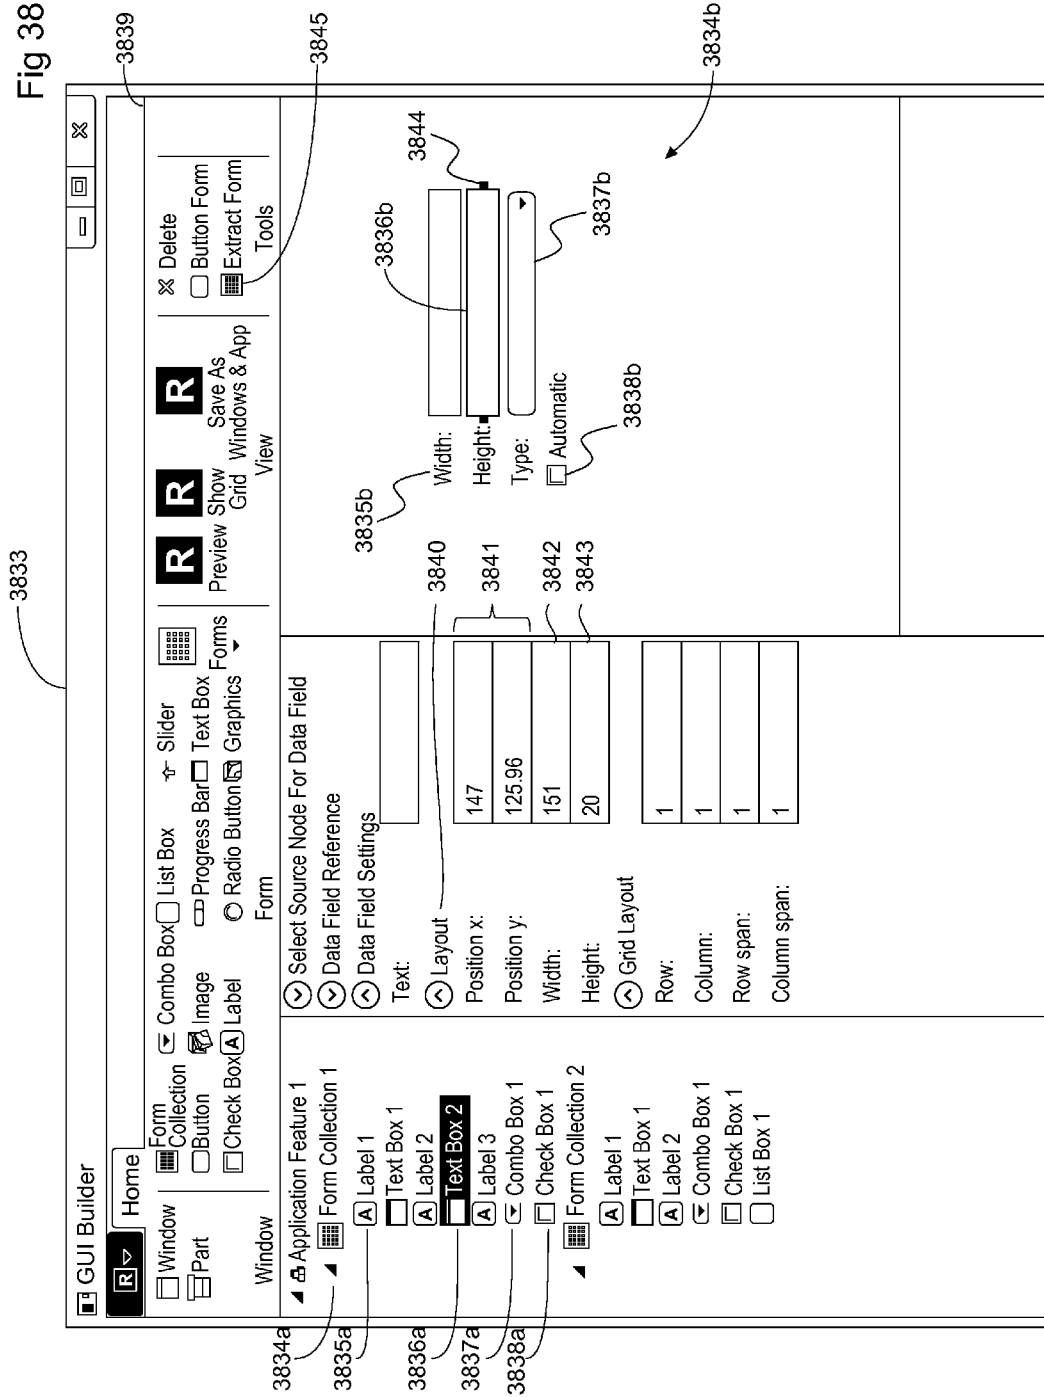 Fig 38
3833
3839
3845
GUI Builder
R
Home
Window
Part
Window
Form Collection
Button
Check Box
Combo Box
Image
A Label
List Box
Progress Bar
Radio Button
Slider
Text Box
Graphics
Forms
Form
R
Preview
R
Show Grid
R
Save As Windows & App
View
Delete
Button Form
Extract Form
Tools
3834a
3835a
3836a
3837a
3838a
Application Feature 1
Form Collection 1
A Label 1
Text Box 1
A Label 2
Text Box 2
A Label 3
Combo Box 1
Check Box 1
Form Collection 2
A Label 1
Text Box 1
A Label 2
Combo Box 1
Check Box 1
List Box 1
Select Source Node For Data Field
Data Field Reference
Data Field Settings
Text:
Layout
Position x: 147
Position y: 125.96
Width: 151
Height: 20
Grid Layout
Row: 1
Column: 1
Row span: 1
Column span: 1
3840
3841
3842
3843
3835b
3836b
3844
Width:
Height:
Type:
Automatic
3837b
3838b
3834b